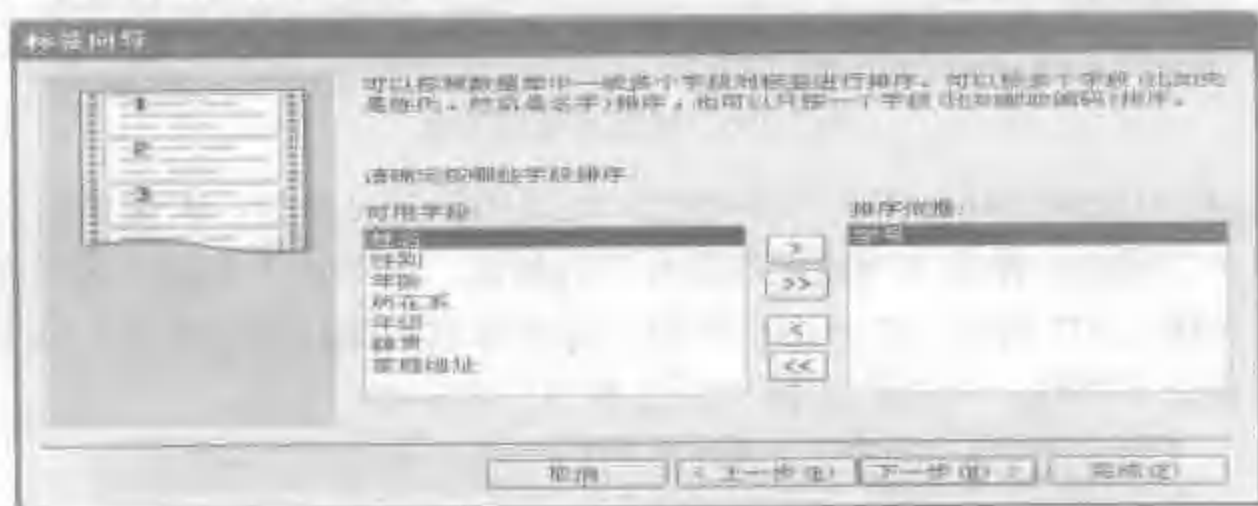 标签向导
可以根据数据库中一或多个字段对标签进行排序。可以按多个字段(比如先
是姓氏,然后是名字)排序,也可以只按一个字段(比如邮政编码)排序。
1
2
3
请确定按哪些字段排序:
可用字段:
排序依据:
姓名
性别
年龄
所在系
年级
籍贯
家庭地址
学号
>
>>
<
<<
取消
< 上一步(B)
下一步(N) >
完成(F)